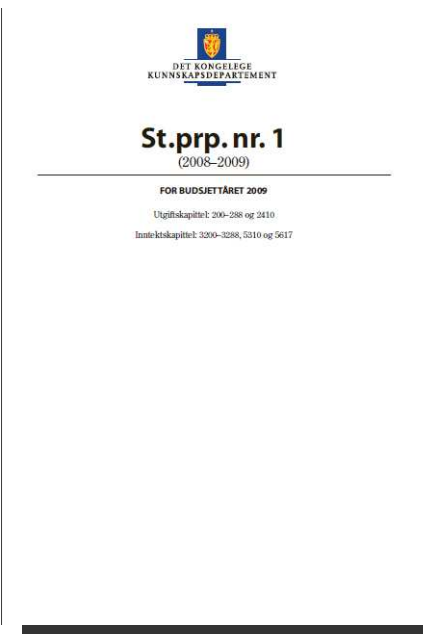 DET KONGELEGE
KUNNSKAPSDEPARTEMENT
St.prp. nr. 1
(2008–2009)
FOR BUDSJETTÅRET 2009
Utgiftskapittel: 200–288 og 2410
Inntektskapittel: 3200–3288, 5310 og 5617